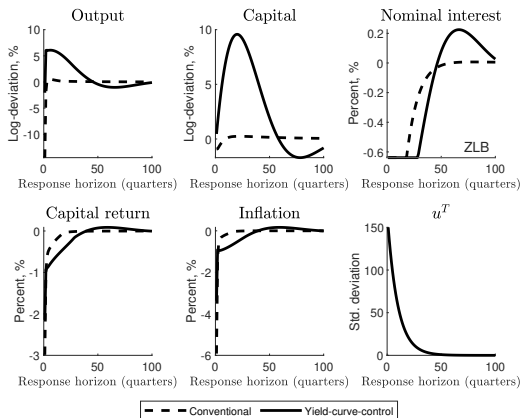 Output
Log-deviation, %
10
5
0
-5
-10
0
50
100
Response horizon (quarters)
Capital
Log-deviation, %
10
5
0
0
50
100
Response horizon (quarters)
Nominal interest
Percent, %
0.2
0
-0.2
-0.4
-0.6
ZLB
0
50
100
Response horizon (quarters)
Capital return
Percent, %
0
-1
-2
-3
0
50
100
Response horizon (quarters)
Inflation
Percent, %
0
-2
-4
-6
0
50
100
Response horizon (quarters)
u^T
Std. deviation
150
100
50
0
0
50
100
Response horizon (quarters)
Conventional
Yield-curve-control